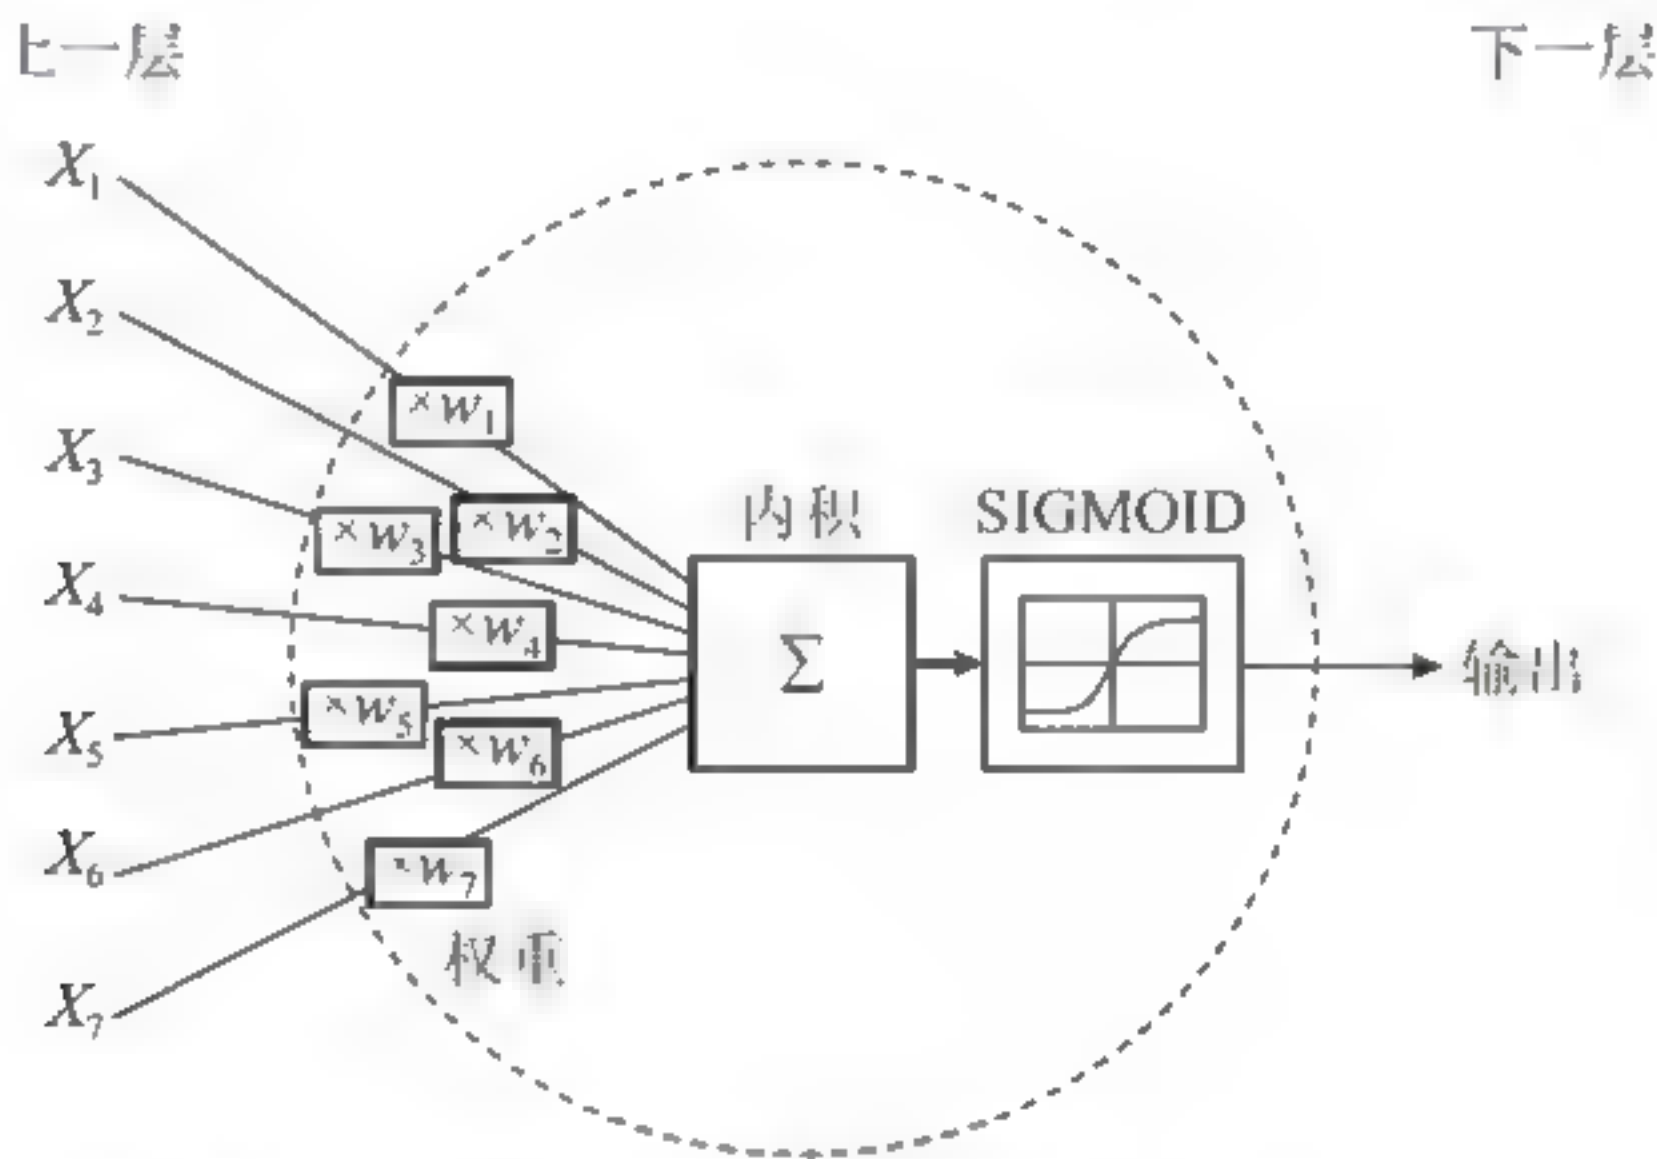 上一层
下一层
X₁
X₂
X₃
X₄
X₅
X₆
X₇
×w₁
×w₂
×w₃
×w₄
×w₅
×w₆
×w₇
权重
内积
Σ
SIGMOID
输出